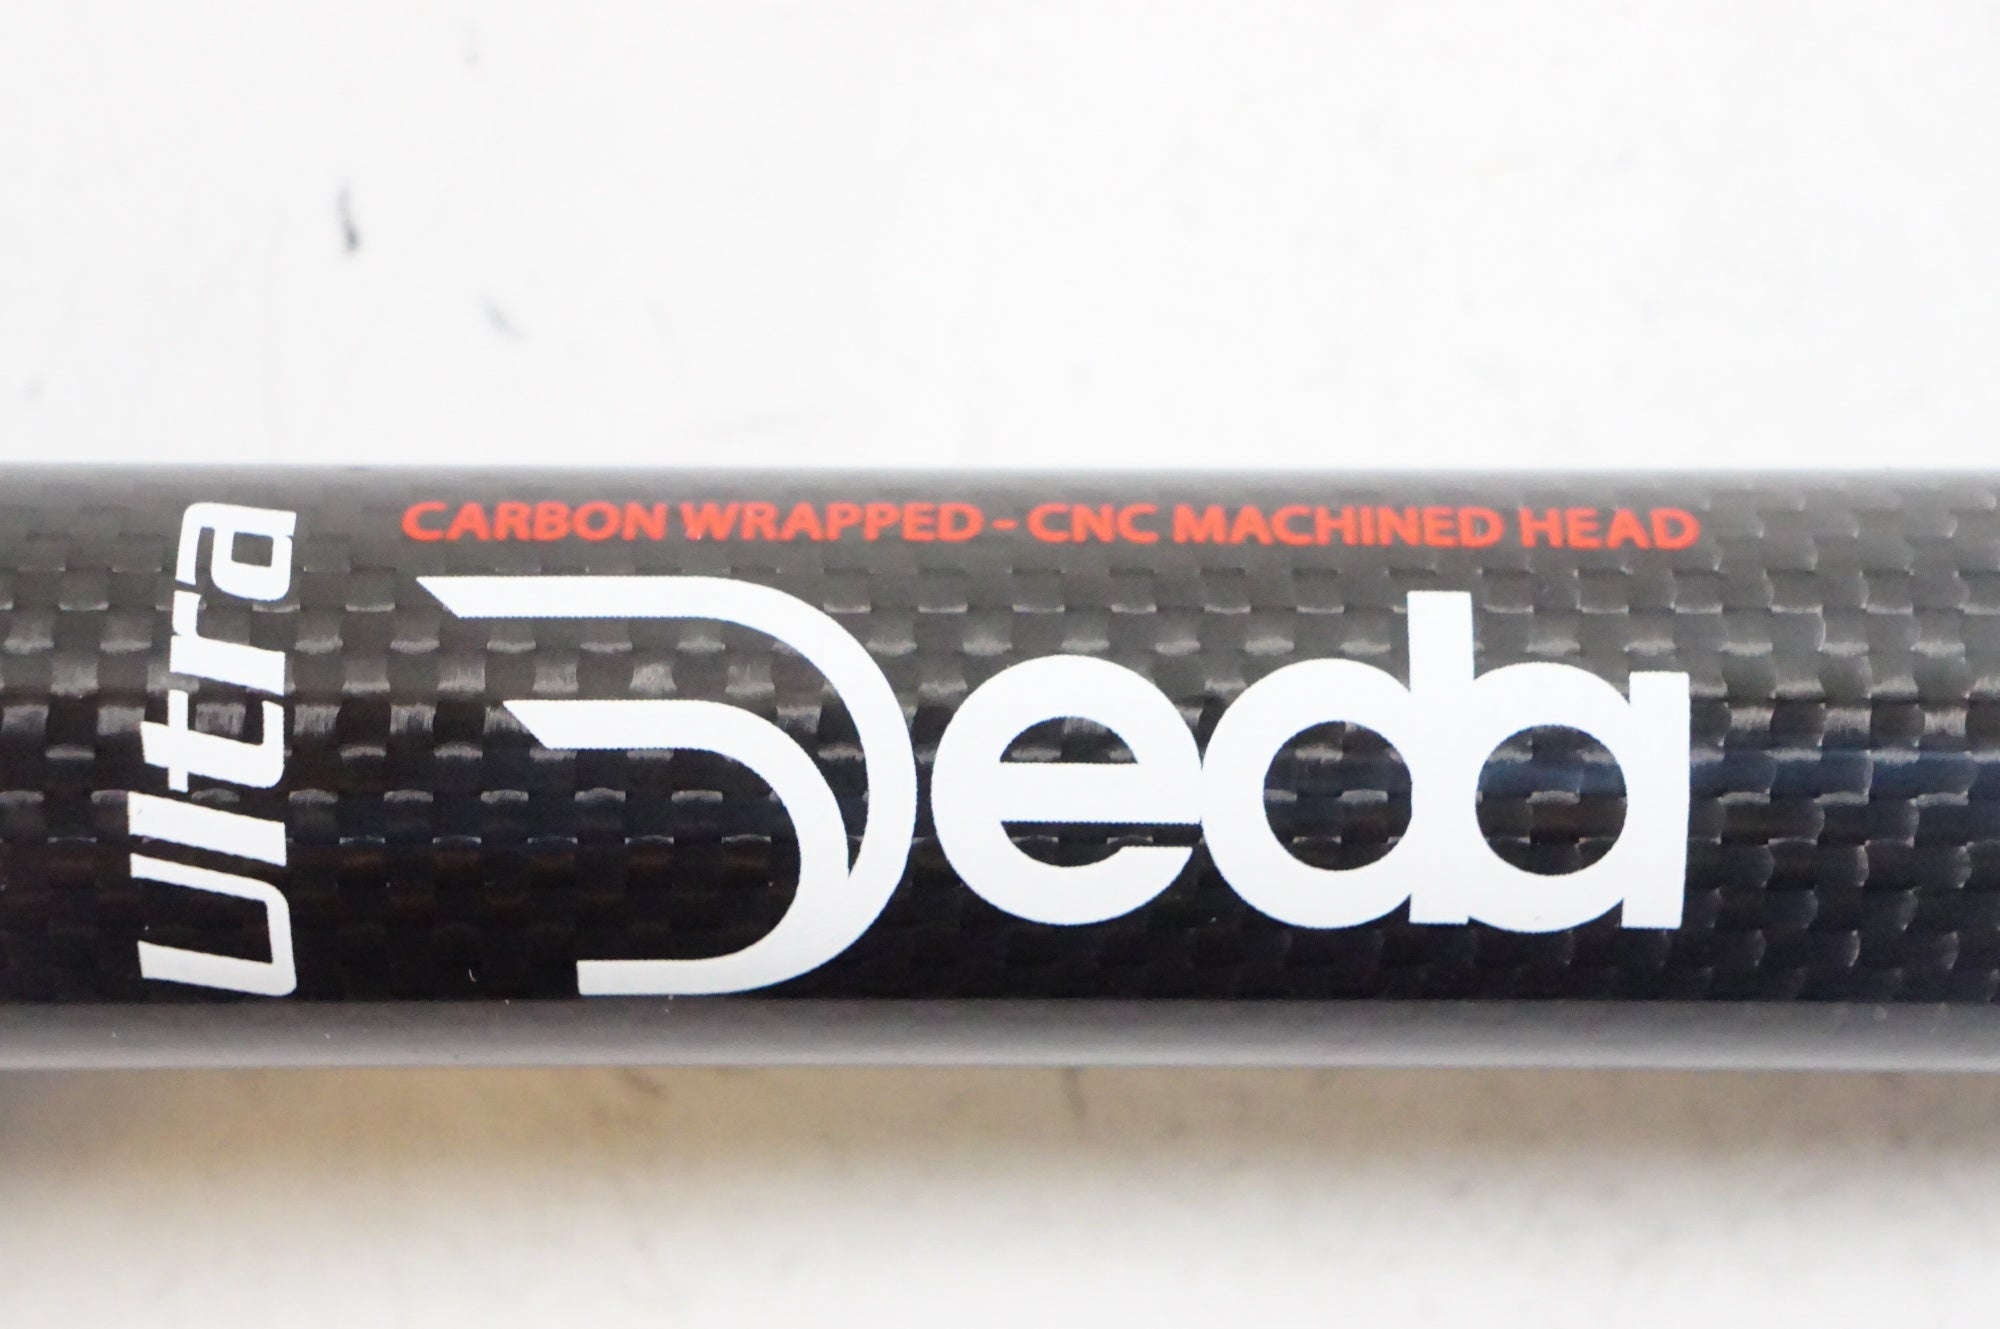 CARBON WRAPPED - CNC MACHINED HEAD
ultra
Deda